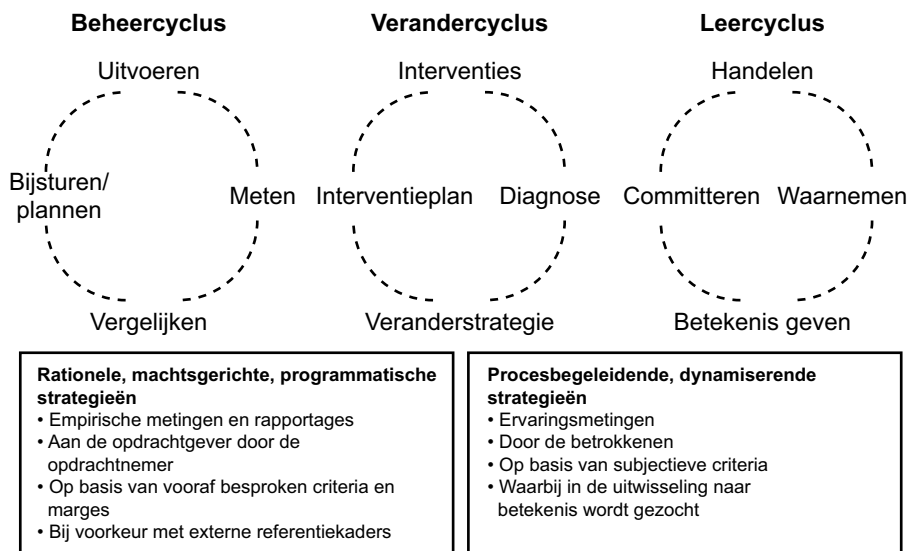 Beheercyclus
Verandercyclus
Leercyclus
Uitvoeren
Interventies
Handelen
Bijsturen/
plannen
Meten
Interventieplan
Diagnose
Committeren
Waarnemen
Vergelijken
Veranderstrategie
Betekenis geven
Rationele, machtsgerichte, programmatische
strategieën
• Empirische metingen en rapportages
• Aan de opdrachtgever door de
opdrachtnemer
• Op basis van vooraf besproken criteria en
marges
• Bij voorkeur met externe referentiekaders
Procesbegeleidende, dynamiserende
strategieën
• Ervaringsmetingen
• Door de betrokkenen
• Op basis van subjectieve criteria
• Waarbij in de uitwisseling naar
betekenis wordt gezocht